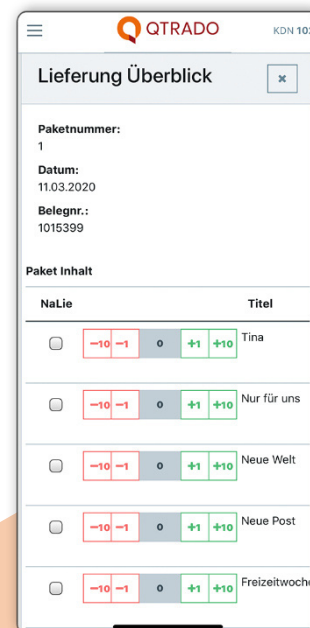 QTRADO
KDN 103
Lieferung Überblick
×
Paketnummer:
1
Datum:
11.03.2020
Belegnr.:
1015399
Paket Inhalt
NaLie Titel
−10 −1 0 +1 +10 Tina
−10 −1 0 +1 +10 Nur für uns
−10 −1 0 +1 +10 Neue Welt
−10 −1 0 +1 +10 Neue Post
−10 −1 0 +1 +10 Freizeitwoche